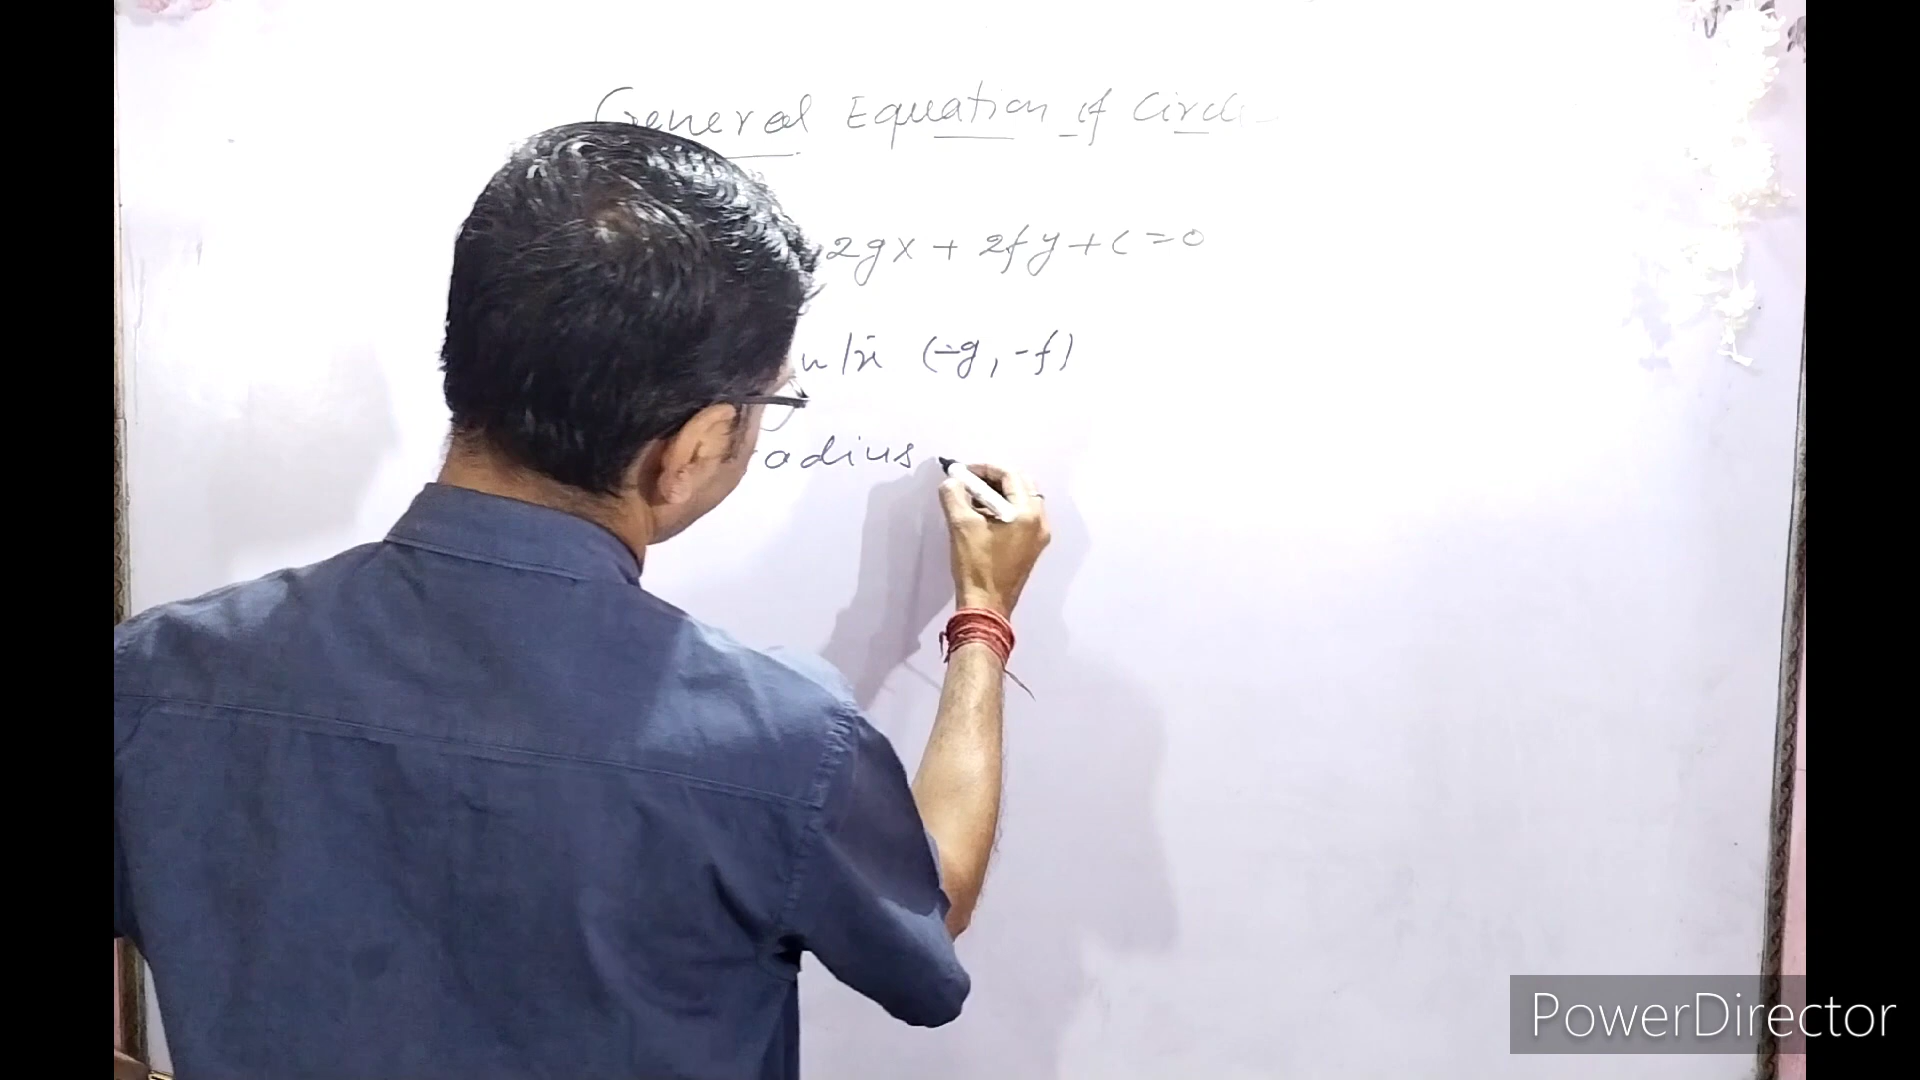 General Equation of Circle
2gx + 2fy + c = 0
(-g, -f)
adius
PowerDirector